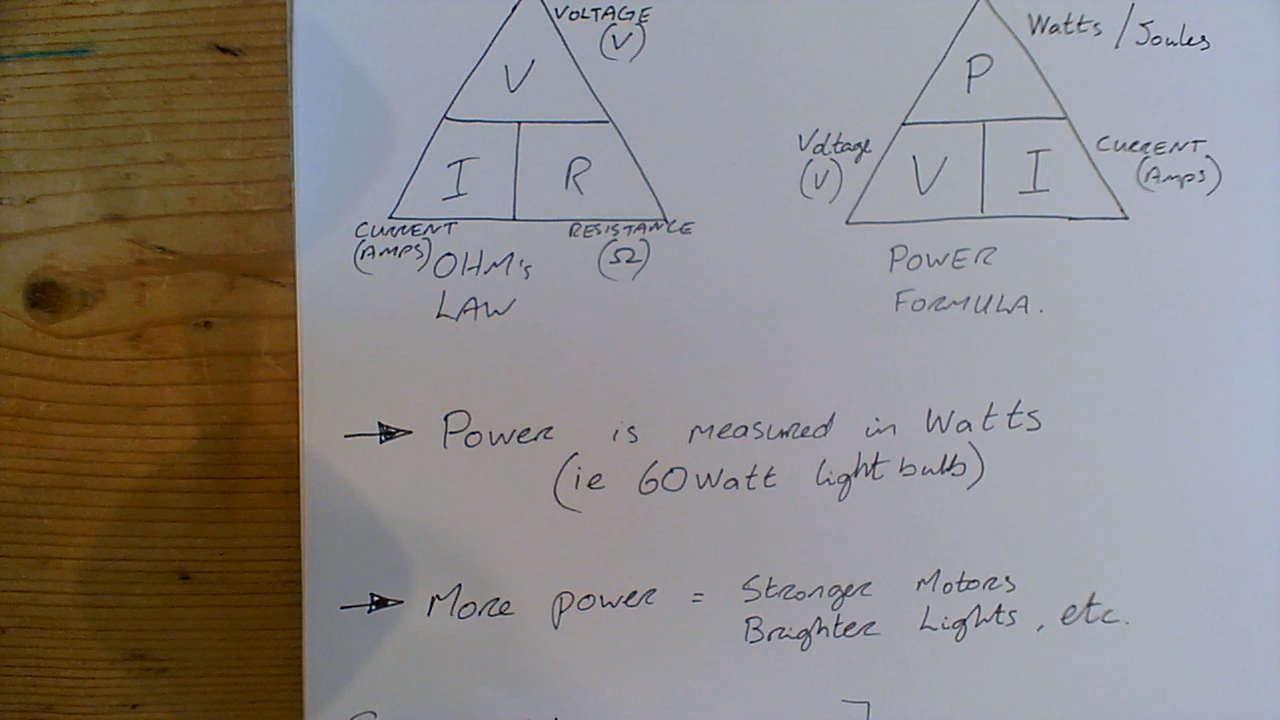 VOLTAGE
(V)
V
I R
CURRENT
(AMPS)
RESISTANCE
(Ω)
OHM's
LAW
Watts / Joules
P
Voltage
(V)
V I
CURRENT
(Amps)
POWER
FORMULA.
→ Power is measured in Watts
(ie 60 Watt light bulb)
→ More power = Stronger Motors
Brighter Lights, etc.